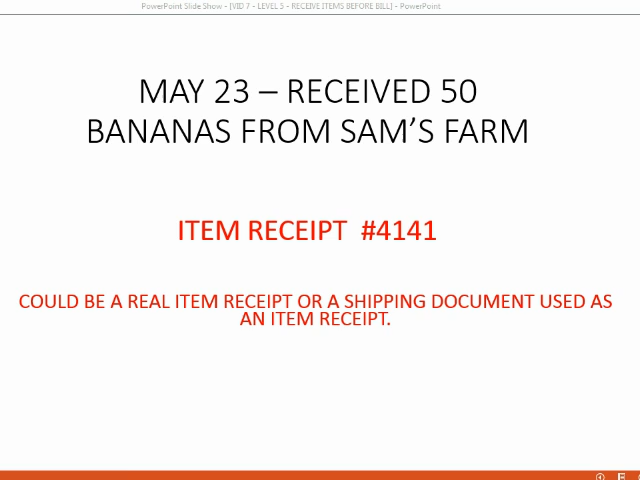 PowerPoint Slide Show - [VID 7 - LEVEL 5 - RECEIVE ITEMS BEFORE BILL] - PowerPoint
MAY 23 – RECEIVED 50
BANANAS FROM SAM’S FARM
ITEM RECEIPT #4141
COULD BE A REAL ITEM RECEIPT OR A SHIPPING DOCUMENT USED AS
AN ITEM RECEIPT.